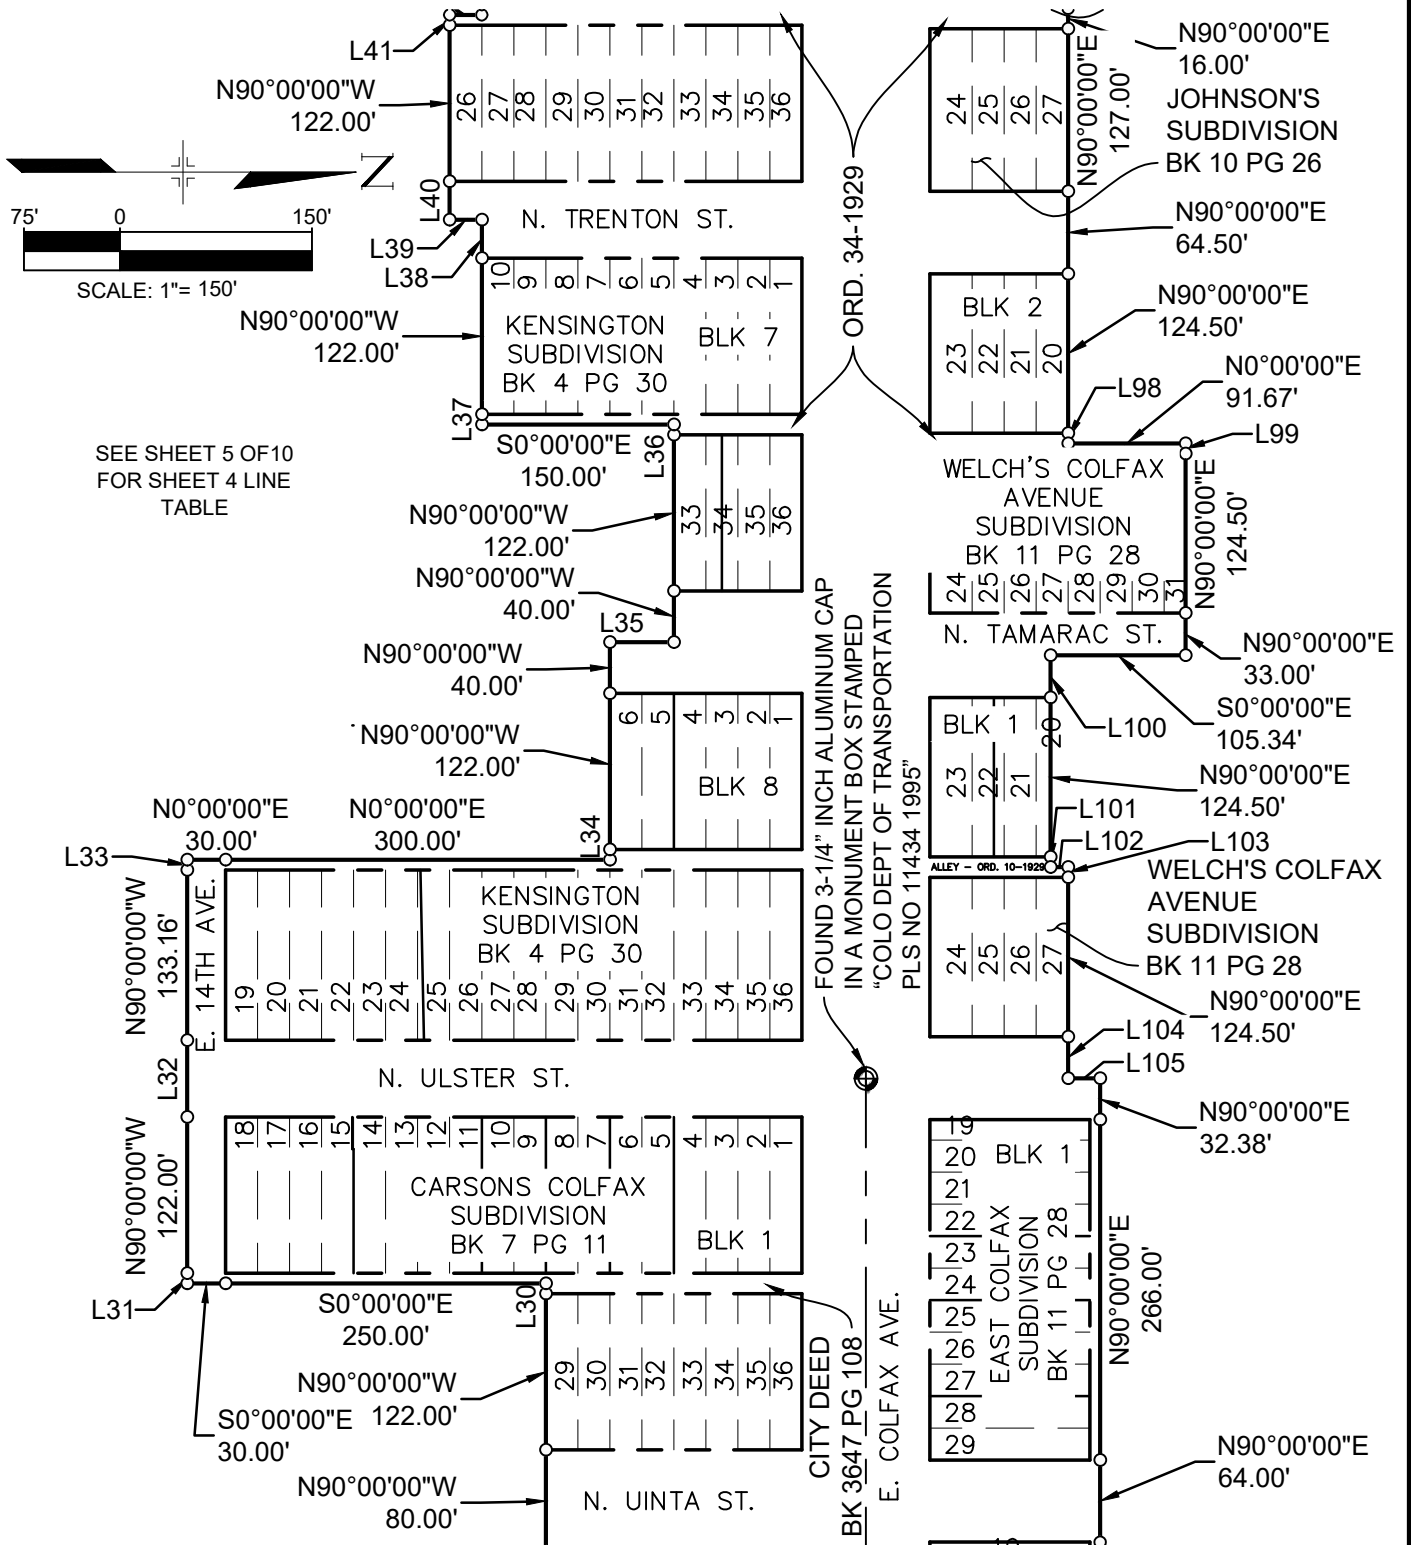 L41
N90°00'00"W
122.00'
26 27 28 29 30 31 32 33 34 35 36
24 25 26 27
N90°00'00"E
127.00'
N90°00'00"E
16.00'
JOHNSON'S
SUBDIVISION
BK 10 PG 26
N
75' 0 150'
SCALE: 1"= 150'
L40
N. TRENTON ST.
L39
L38
ORD. 34-1929
N90°00'00"E
64.50'
N90°00'00"W
122.00'
10 9 8 7 6 5 4 3 2 1
KENSINGTON
SUBDIVISION
BK 4 PG 30
BLK 7
BLK 2
23 22 21 20
N90°00'00"E
124.50'
N0°00'00"E
91.67'
L98
L99
L37
S0°00'00"E
150.00'
L36
SEE SHEET 5 OF10
FOR SHEET 4 LINE
TABLE
N90°00'00"W
122.00'
33 34 35 36
WELCH'S COLFAX
AVENUE
SUBDIVISION
BK 11 PG 28
24 25 26 27 28 29 30 31
N90°00'00"E
124.50'
N90°00'00"W
40.00'
L35
N. TAMARAC ST.
N90°00'00"E
33.00'
N90°00'00"W
40.00'
S0°00'00"E
105.34'
L100
N90°00'00"W
122.00'
6 5 4 3 2 1
BLK 8
BLK 1
23 22 21 20
N90°00'00"E
124.50'
FOUND 3-1/4" INCH ALUMINUM CAP
IN A MONUMENT BOX STAMPED
“COLO DEPT OF TRANSPORTATION
PLS NO 11434 1995”
N0°00'00"E
30.00'
N0°00'00"E
300.00'
L34
L33
L101
L102
L103
ALLEY - ORD. 10-1929
WELCH'S COLFAX
AVENUE
SUBDIVISION
BK 11 PG 28
N90°00'00"W
133.16'
E. 14TH AVE.
KENSINGTON
SUBDIVISION
BK 4 PG 30
19 20 21 22 23 24 25 26 27 28 29 30 31 32 33 34 35 36
24 25 26 27
N90°00'00"E
124.50'
L104
L105
L32
N. ULSTER ST.
N90°00'00"E
32.38'
N90°00'00"W
122.00'
18 17 16 15 14 13 12 11 10 9 8 7 6 5 4 3 2 1
CARSONS COLFAX
SUBDIVISION
BK 7 PG 11
BLK 1
19
20
21
22
23
24
25
26
27
28
29
BLK 1
EAST COLFAX
SUBDIVISION
BK 11 PG 28
N90°00'00"E
266.00'
L31
S0°00'00"E
250.00'
L30
S0°00'00"E
30.00'
N90°00'00"W
122.00'
29 30 31 32 33 34 35 36
CITY DEED
BK 3647 PG 108
E. COLFAX AVE.
N90°00'00"W
80.00'
N. UINTA ST.
N90°00'00"E
64.00'